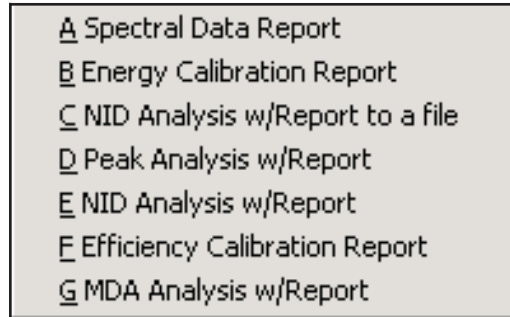 A Spectral Data Report
B Energy Calibration Report
C NID Analysis w/Report to a file
D Peak Analysis w/Report
E NID Analysis w/Report
F Efficiency Calibration Report
G MDA Analysis w/Report